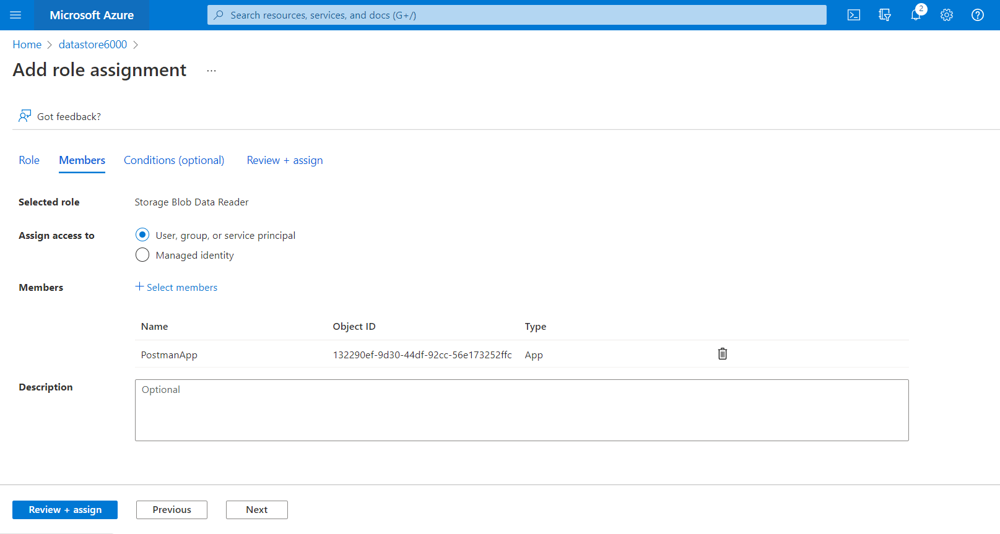 Microsoft Azure
Search resources, services, and docs (G+/)
2
Home > datastore6000 >
Add role assignment ...
Got feedback?
Role Members Conditions (optional) Review + assign
Selected role Storage Blob Data Reader
Assign access to User, group, or service principal
Managed identity
Members + Select members
Name Object ID Type
PostmanApp 132290ef-9d30-44df-92cc-56e173252ffc App
Description Optional
Review + assign Previous Next